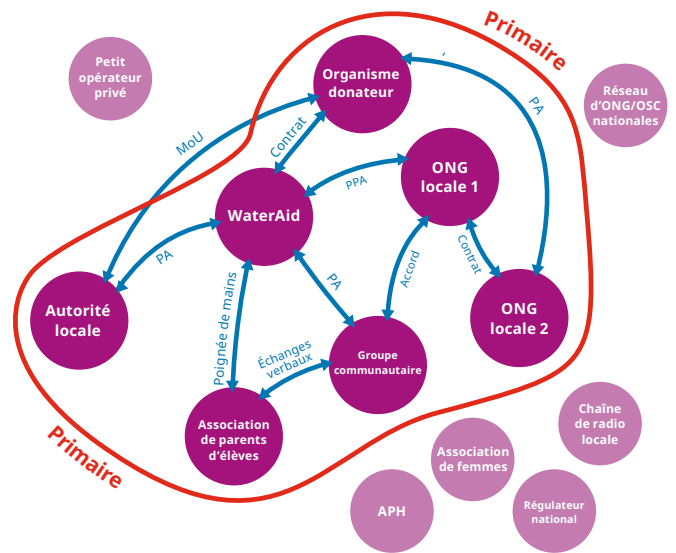 Primaire
Petit
opérateur
privé
Organisme
donateur
Réseau
d’ONG/OSC
nationales
MoU
Contrat
,
PA
ONG
locale 1
PPA
WaterAid
PA
Accord
Contrat
Autorité
locale
Poignée de mains
PA
ONG
locale 2
Échanges
verbaux
Groupe
communautaire
Primaire
Association
de parents
d’élèves
Chaîne
de radio
locale
Association
de femmes
APH
Régulateur
national